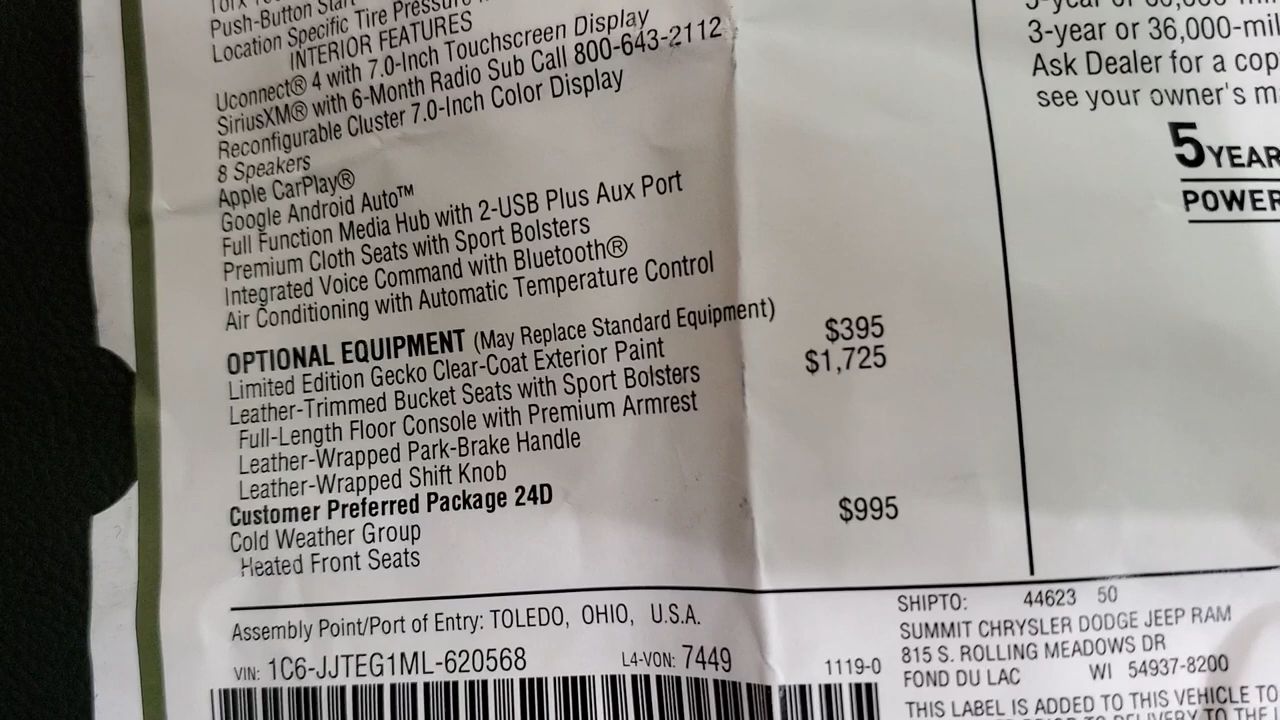 Push-Button Start
Location Specific Tire Pressure
INTERIOR FEATURES
Uconnect® 4 with 7.0-Inch Touchscreen Display
SiriusXM® with 6-Month Radio Sub Call 800-643-2112
Reconfigurable Cluster 7.0-Inch Color Display
8 Speakers
Apple CarPlay®
Google Android Auto™
Full Function Media Hub with 2-USB Plus Aux Port
Premium Cloth Seats with Sport Bolsters
Integrated Voice Command with Bluetooth®
Air Conditioning with Automatic Temperature Control
OPTIONAL EQUIPMENT (May Replace Standard Equipment)
Limited Edition Gecko Clear-Coat Exterior Paint $395
Leather-Trimmed Bucket Seats with Sport Bolsters $1,725
Full-Length Floor Console with Premium Armrest
Leather-Wrapped Park-Brake Handle
Leather-Wrapped Shift Knob
Customer Preferred Package 24D
Cold Weather Group $995
Heated Front Seats
Assembly Point/Port of Entry: TOLEDO, OHIO, U.S.A.
VIN: 1C6-JJTEG1ML-620568 L4-VON: 7449 1119-0
3-year or 36,000-mil
Ask Dealer for a cop
see your owner's m
5 YEAR
POWER
SHIPTO: 44623 50
SUMMIT CHRYSLER DODGE JEEP RAM
815 S. ROLLING MEADOWS DR
FOND DU LAC WI 54937-8200
THIS LABEL IS ADDED TO THIS VEHICLE TO
TO DELIVERY TO THE